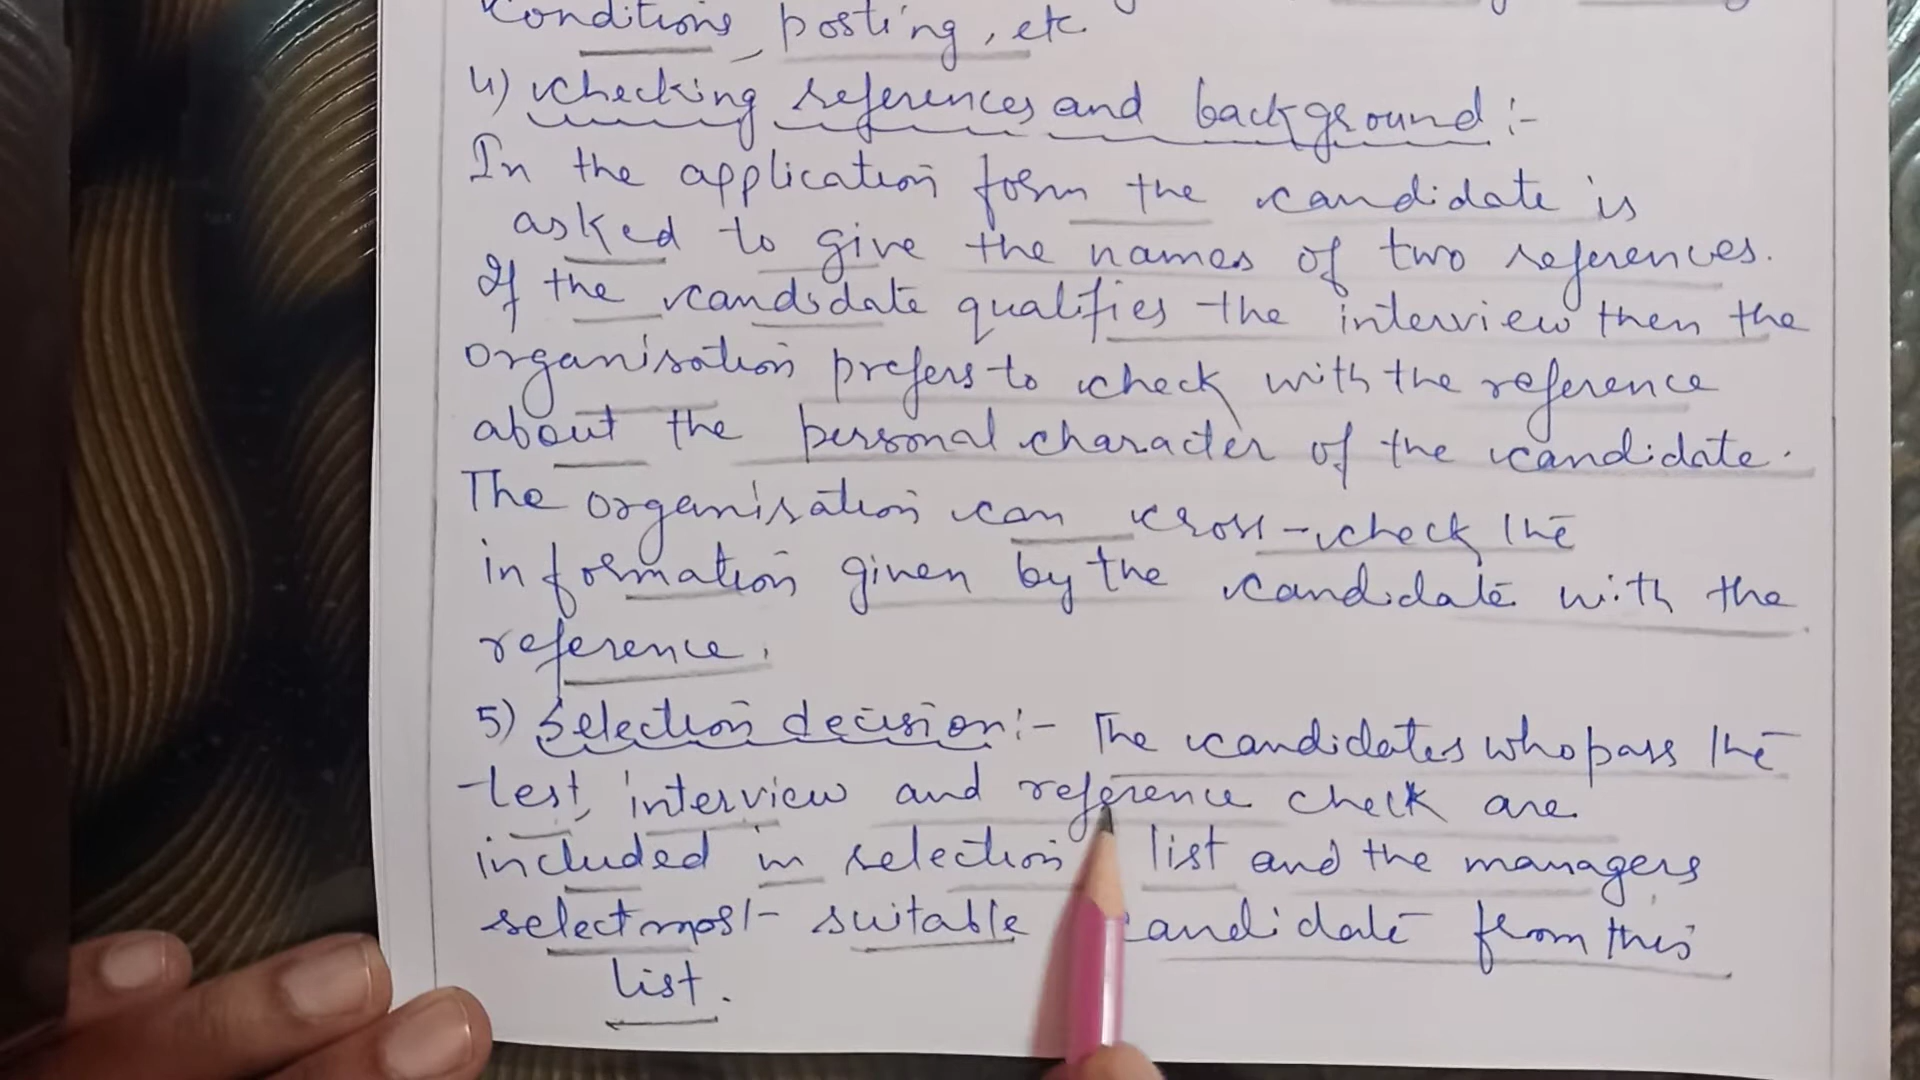 Conditions, posting, etc
4) checking references and background :-
In the application form the candidate is
asked to give the names of two references.
If the candidate qualifies the interview then the
organisation prefers to check with the reference
about the personal character of the candidate.
The organisation can cross-check the
information given by the candidate with the
reference.
5) Selection decision :- The candidates who pass the
test, interview and reference check are
included in selection list and the managers
select most suitable candidate from this
list.